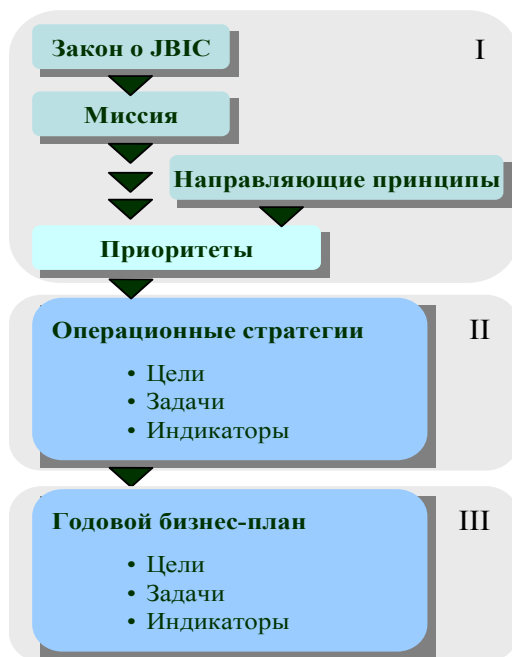 Закон о JBIC
I
Миссия
Направляющие принципы
Приоритеты
Операционные стратегии
II
• Цели
• Задачи
• Индикаторы
Годовой бизнес-план
III
• Цели
• Задачи
• Индикаторы